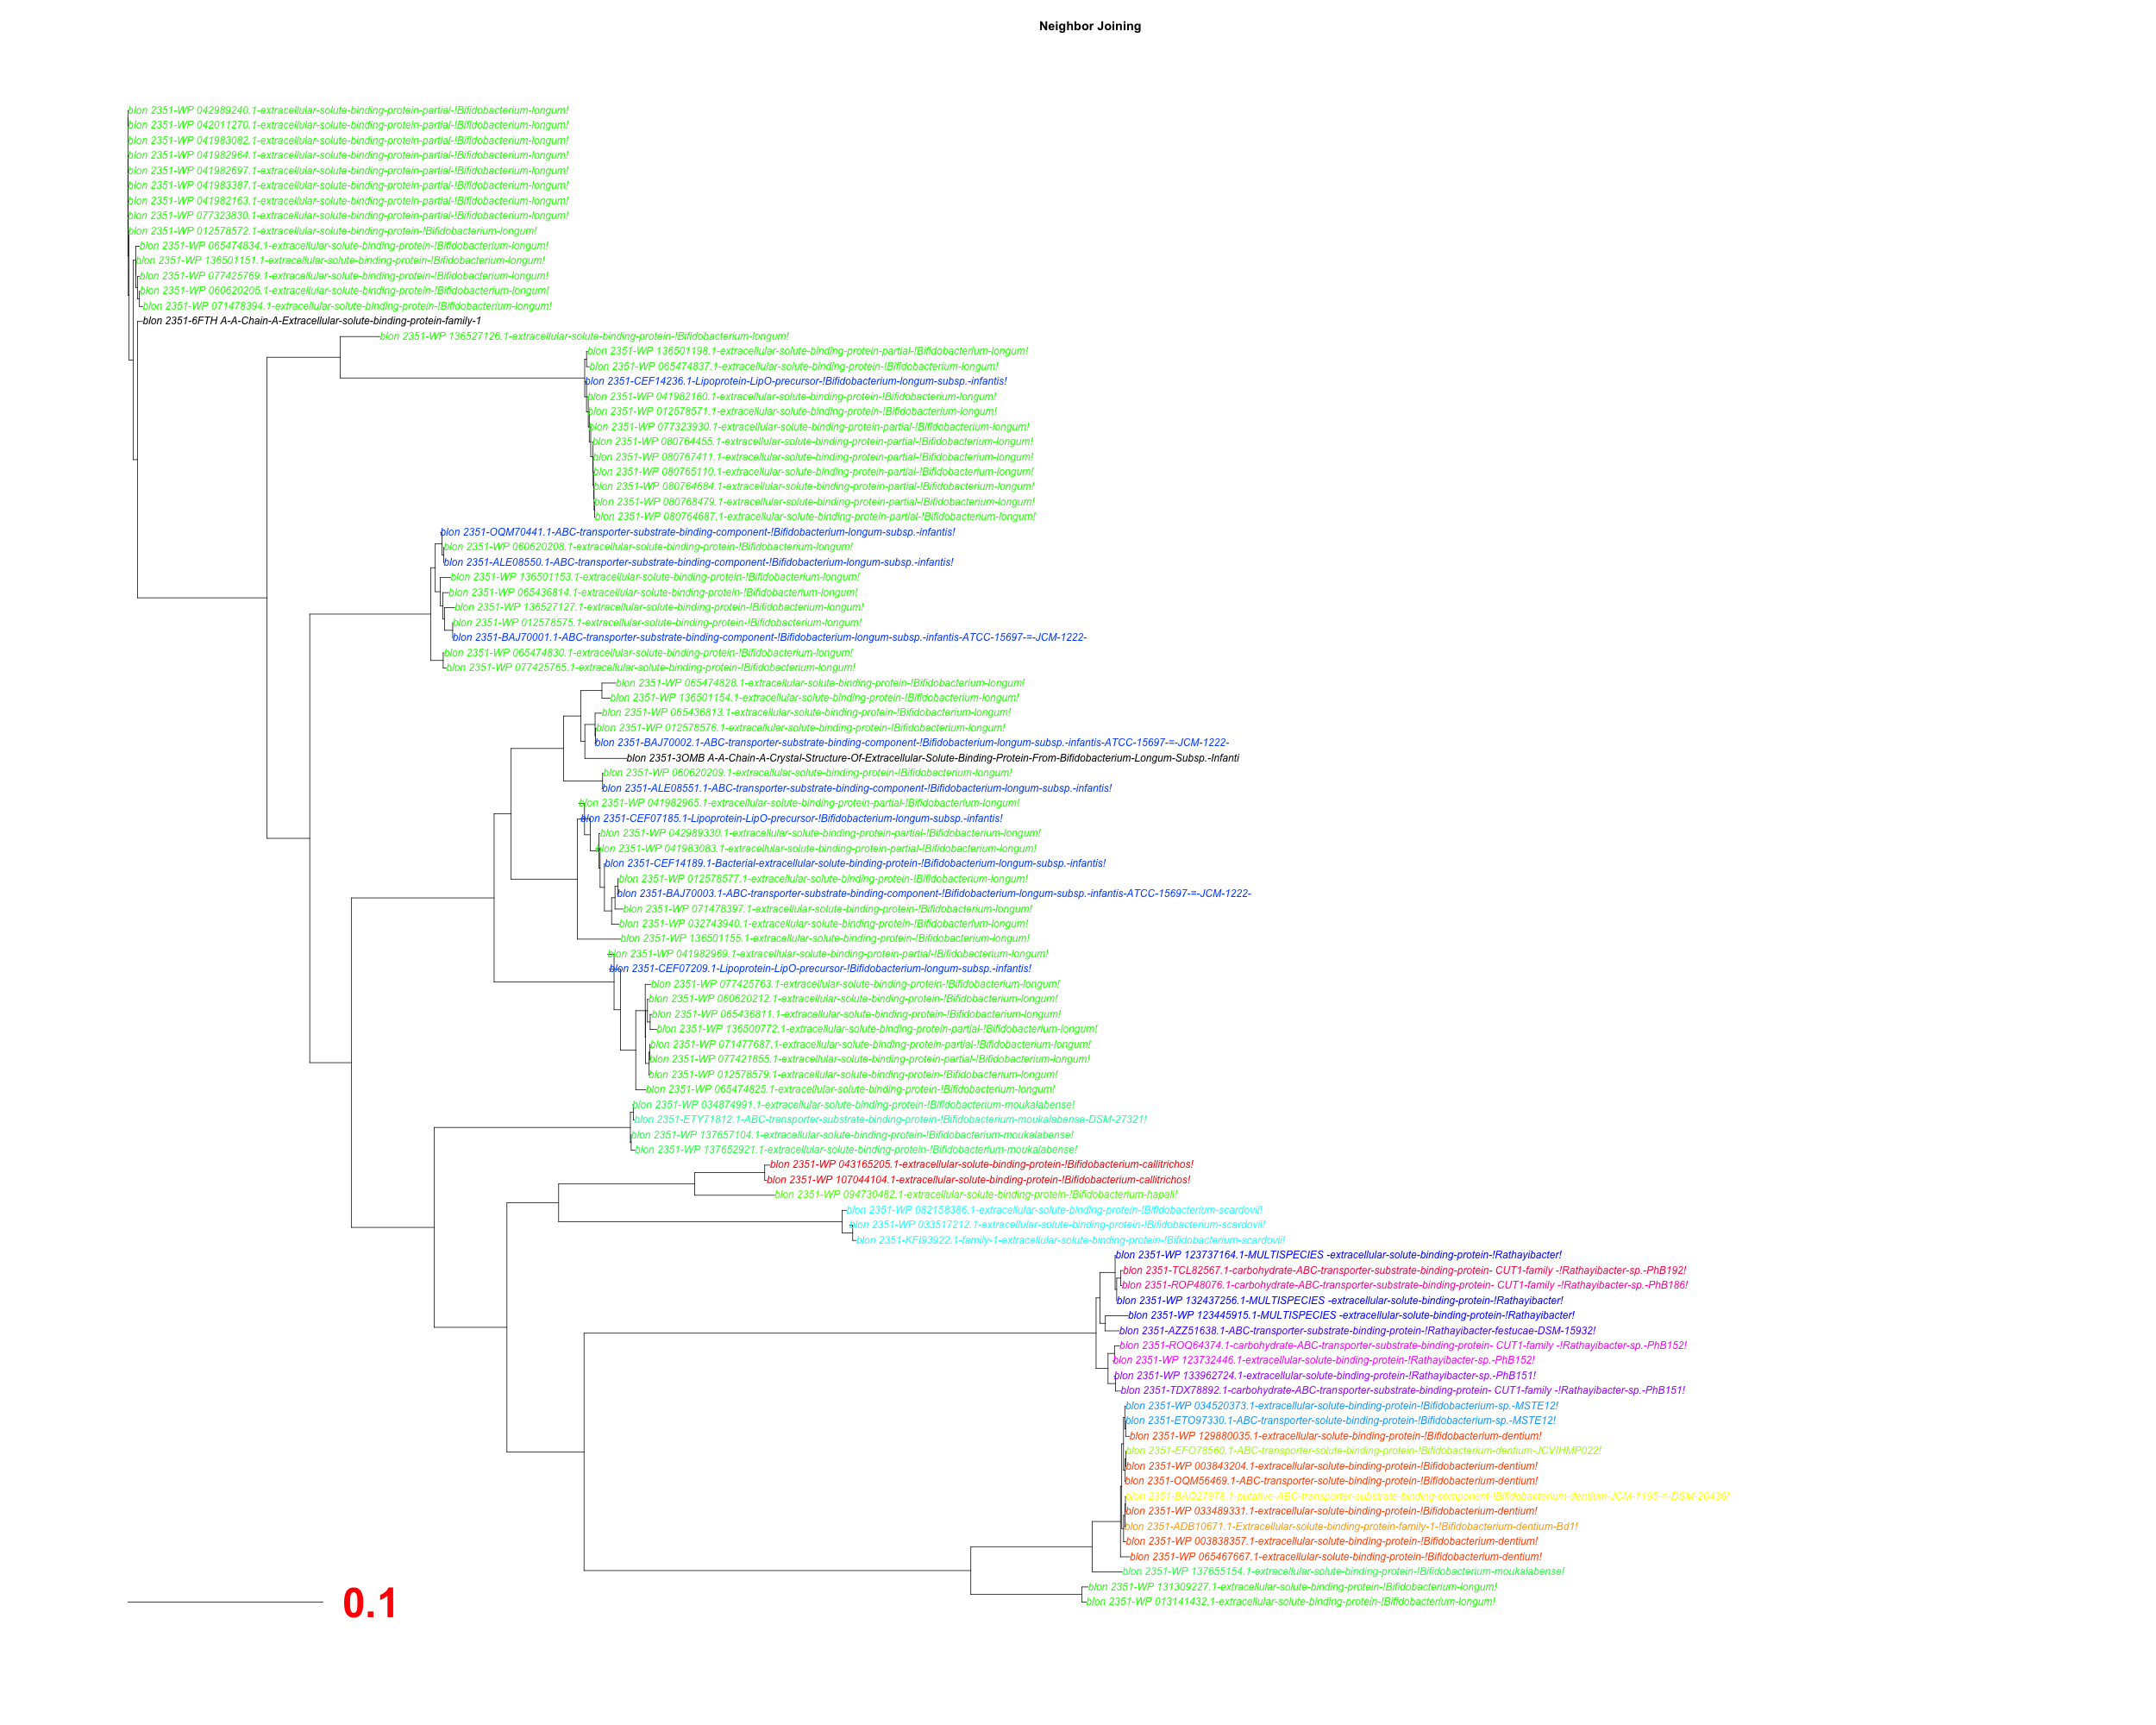 Neighbor Joining
blon 2351-WP 042989240.1-extracellular-solute-binding-protein-partial-!Bifidobacterium-longum!
blon 2351-WP 042011270.1-extracellular-solute-binding-protein-partial-!Bifidobacterium-longum!
blon 2351-WP 041983082.1-extracellular-solute-binding-protein-partial-!Bifidobacterium-longum!
blon 2351-WP 041982964.1-extracellular-solute-binding-protein-partial-!Bifidobacterium-longum!
blon 2351-WP 041982697.1-extracellular-solute-binding-protein-partial-!Bifidobacterium-longum!
blon 2351-WP 041983387.1-extracellular-solute-binding-protein-partial-!Bifidobacterium-longum!
blon 2351-WP 041982163.1-extracellular-solute-binding-protein-partial-!Bifidobacterium-longum!
blon 2351-WP 077323830.1-extracellular-solute-binding-protein-partial-!Bifidobacterium-longum!
blon 2351-WP 012578572.1-extracellular-solute-binding-protein-!Bifidobacterium-longum!
blon 2351-WP 065474834.1-extracellular-solute-binding-protein-!Bifidobacterium-longum!
blon 2351-WP 136501151.1-extracellular-solute-binding-protein-!Bifidobacterium-longum!
blon 2351-WP 077425769.1-extracellular-solute-binding-protein-!Bifidobacterium-longum!
blon 2351-WP 060620205.1-extracellular-solute-binding-protein-!Bifidobacterium-longum!
blon 2351-WP 071478394.1-extracellular-solute-binding-protein-!Bifidobacterium-longum!
blon 2351-6FTH A-A-Chain-A-Extracellular-solute-binding-protein-family-1
blon 2351-WP 136527126.1-extracellular-solute-binding-protein-!Bifidobacterium-longum!
blon 2351-WP 136501198.1-extracellular-solute-binding-protein-partial-!Bifidobacterium-longum!
blon 2351-WP 065474837.1-extracellular-solute-binding-protein-!Bifidobacterium-longum!
blon 2351-CEF14236.1-Lipoprotein-LipO-precursor-!Bifidobacterium-longum-subsp.-infantis!
blon 2351-WP 041982160.1-extracellular-solute-binding-protein-!Bifidobacterium-longum!
blon 2351-WP 012578571.1-extracellular-solute-binding-protein-!Bifidobacterium-longum!
blon 2351-WP 077323930.1-extracellular-solute-binding-protein-partial-!Bifidobacterium-longum!
blon 2351-WP 080764455.1-extracellular-solute-binding-protein-partial-!Bifidobacterium-longum!
blon 2351-WP 080767411.1-extracellular-solute-binding-protein-partial-!Bifidobacterium-longum!
blon 2351-WP 080765110.1-extracellular-solute-binding-protein-partial-!Bifidobacterium-longum!
blon 2351-WP 080764684.1-extracellular-solute-binding-protein-partial-!Bifidobacterium-longum!
blon 2351-WP 080768479.1-extracellular-solute-binding-protein-partial-!Bifidobacterium-longum!
blon 2351-WP 080764687.1-extracellular-solute-binding-protein-partial-!Bifidobacterium-longum!
blon 2351-OQM70441.1-ABC-transporter-substrate-binding-component-!Bifidobacterium-longum-subsp.-infantis!
blon 2351-WP 060620208.1-extracellular-solute-binding-protein-!Bifidobacterium-longum!
blon 2351-ALE08550.1-ABC-transporter-substrate-binding-component-!Bifidobacterium-longum-subsp.-infantis!
blon 2351-WP 136501153.1-extracellular-solute-binding-protein-!Bifidobacterium-longum!
blon 2351-WP 065436814.1-extracellular-solute-binding-protein-!Bifidobacterium-longum!
blon 2351-WP 136527127.1-extracellular-solute-binding-protein-!Bifidobacterium-longum!
blon 2351-WP 012578575.1-extracellular-solute-binding-protein-!Bifidobacterium-longum!
blon 2351-BAJ70001.1-ABC-transporter-substrate-binding-component-!Bifidobacterium-longum-subsp.-infantis-ATCC-15697-=-JCM-1222-
blon 2351-WP 065474830.1-extracellular-solute-binding-protein-!Bifidobacterium-longum!
blon 2351-WP 077425765.1-extracellular-solute-binding-protein-!Bifidobacterium-longum!
blon 2351-WP 065474828.1-extracellular-solute-binding-protein-!Bifidobacterium-longum!
blon 2351-WP 136501154.1-extracellular-solute-binding-protein-!Bifidobacterium-longum!
blon 2351-WP 065436813.1-extracellular-solute-binding-protein-!Bifidobacterium-longum!
blon 2351-WP 012578576.1-extracellular-solute-binding-protein-!Bifidobacterium-longum!
blon 2351-BAJ70002.1-ABC-transporter-substrate-binding-component-!Bifidobacterium-longum-subsp.-infantis-ATCC-15697-=-JCM-1222-
blon 2351-3OMB A-A-Chain-A-Crystal-Structure-Of-Extracellular-Solute-Binding-Protein-From-Bifidobacterium-Longum-Subsp.-Infanti
blon 2351-WP 060620209.1-extracellular-solute-binding-protein-!Bifidobacterium-longum!
blon 2351-ALE08551.1-ABC-transporter-substrate-binding-component-!Bifidobacterium-longum-subsp.-infantis!
blon 2351-WP 041982965.1-extracellular-solute-binding-protein-partial-!Bifidobacterium-longum!
blon 2351-CEF07185.1-Lipoprotein-LipO-precursor-!Bifidobacterium-longum-subsp.-infantis!
blon 2351-WP 042989330.1-extracellular-solute-binding-protein-partial-!Bifidobacterium-longum!
blon 2351-WP 041983083.1-extracellular-solute-binding-protein-partial-!Bifidobacterium-longum!
blon 2351-CEF14189.1-Bacterial-extracellular-solute-binding-protein-!Bifidobacterium-longum-subsp.-infantis!
blon 2351-WP 012578577.1-extracellular-solute-binding-protein-!Bifidobacterium-longum!
blon 2351-BAJ70003.1-ABC-transporter-substrate-binding-component-!Bifidobacterium-longum-subsp.-infantis-ATCC-15697-=-JCM-1222-
blon 2351-WP 071478397.1-extracellular-solute-binding-protein-!Bifidobacterium-longum!
blon 2351-WP 032743940.1-extracellular-solute-binding-protein-!Bifidobacterium-longum!
blon 2351-WP 136501155.1-extracellular-solute-binding-protein-!Bifidobacterium-longum!
blon 2351-WP 041982969.1-extracellular-solute-binding-protein-partial-!Bifidobacterium-longum!
blon 2351-CEF07209.1-Lipoprotein-LipO-precursor-!Bifidobacterium-longum-subsp.-infantis!
blon 2351-WP 077425763.1-extracellular-solute-binding-protein-!Bifidobacterium-longum!
blon 2351-WP 060620212.1-extracellular-solute-binding-protein-!Bifidobacterium-longum!
blon 2351-WP 065436811.1-extracellular-solute-binding-protein-!Bifidobacterium-longum!
blon 2351-WP 136500772.1-extracellular-solute-binding-protein-partial-!Bifidobacterium-longum!
blon 2351-WP 071477687.1-extracellular-solute-binding-protein-partial-!Bifidobacterium-longum!
blon 2351-WP 077421855.1-extracellular-solute-binding-protein-partial-!Bifidobacterium-longum!
blon 2351-WP 012578579.1-extracellular-solute-binding-protein-!Bifidobacterium-longum!
blon 2351-WP 065474825.1-extracellular-solute-binding-protein-!Bifidobacterium-longum!
blon 2351-WP 034874991.1-extracellular-solute-binding-protein-!Bifidobacterium-moukalabense!
blon 2351-ETY71812.1-ABC-transporter-substrate-binding-protein-!Bifidobacterium-moukalabense-DSM-27321!
blon 2351-WP 137657104.1-extracellular-solute-binding-protein-!Bifidobacterium-moukalabense!
blon 2351-WP 137652921.1-extracellular-solute-binding-protein-!Bifidobacterium-moukalabense!
blon 2351-WP 043165205.1-extracellular-solute-binding-protein-!Bifidobacterium-callitrichos!
blon 2351-WP 107044104.1-extracellular-solute-binding-protein-!Bifidobacterium-callitrichos!
blon 2351-WP 094730482.1-extracellular-solute-binding-protein-!Bifidobacterium-hapali!
blon 2351-WP 082158386.1-extracellular-solute-binding-protein-!Bifidobacterium-scardovii!
blon 2351-WP 033517212.1-extracellular-solute-binding-protein-!Bifidobacterium-scardovii!
blon 2351-KFI93922.1-family-1-extracellular-solute-binding-protein-!Bifidobacterium-scardovii!
blon 2351-WP 123737164.1-MULTISPECIES -extracellular-solute-binding-protein-!Rathayibacter!
blon 2351-TCL82567.1-carbohydrate-ABC-transporter-substrate-binding-protein- CUT1-family -!Rathayibacter-sp.-PhB192!
blon 2351-ROP48076.1-carbohydrate-ABC-transporter-substrate-binding-protein- CUT1-family -!Rathayibacter-sp.-PhB186!
blon 2351-WP 132437256.1-MULTISPECIES -extracellular-solute-binding-protein-!Rathayibacter!
blon 2351-WP 123445915.1-MULTISPECIES -extracellular-solute-binding-protein-!Rathayibacter!
blon 2351-AZZ51638.1-ABC-transporter-substrate-binding-protein-!Rathayibacter-festucae-DSM-15932!
blon 2351-ROQ64374.1-carbohydrate-ABC-transporter-substrate-binding-protein- CUT1-family -!Rathayibacter-sp.-PhB152!
blon 2351-WP 123732446.1-extracellular-solute-binding-protein-!Rathayibacter-sp.-PhB152!
blon 2351-WP 133962724.1-extracellular-solute-binding-protein-!Rathayibacter-sp.-PhB151!
blon 2351-TDX78892.1-carbohydrate-ABC-transporter-substrate-binding-protein- CUT1-family -!Rathayibacter-sp.-PhB151!
blon 2351-WP 034520373.1-extracellular-solute-binding-protein-!Bifidobacterium-sp.-MSTE12!
blon 2351-ETO97330.1-ABC-transporter-solute-binding-protein-!Bifidobacterium-sp.-MSTE12!
blon 2351-WP 129880035.1-extracellular-solute-binding-protein-!Bifidobacterium-dentium!
blon 2351-EFO78560.1-ABC-transporter-solute-binding-protein-!Bifidobacterium-dentium-JCVIHMP022!
blon 2351-WP 003843204.1-extracellular-solute-binding-protein-!Bifidobacterium-dentium!
blon 2351-OQM56469.1-ABC-transporter-solute-binding-protein-!Bifidobacterium-dentium!
blon 2351-BAQ27978.1-putative-ABC-transporter-substrate-binding-component-!Bifidobacterium-dentium-JCM-1195-=-DSM-20436!
blon 2351-WP 033489331.1-extracellular-solute-binding-protein-!Bifidobacterium-dentium!
blon 2351-ADB10671.1-Extracellular-solute-binding-protein-family-1-!Bifidobacterium-dentium-Bd1!
blon 2351-WP 003838357.1-extracellular-solute-binding-protein-!Bifidobacterium-dentium!
blon 2351-WP 065467667.1-extracellular-solute-binding-protein-!Bifidobacterium-dentium!
blon 2351-WP 137655154.1-extracellular-solute-binding-protein-!Bifidobacterium-moukalabense!
blon 2351-WP 131309227.1-extracellular-solute-binding-protein-!Bifidobacterium-longum!
blon 2351-WP 013141432.1-extracellular-solute-binding-protein-!Bifidobacterium-longum!
0.1